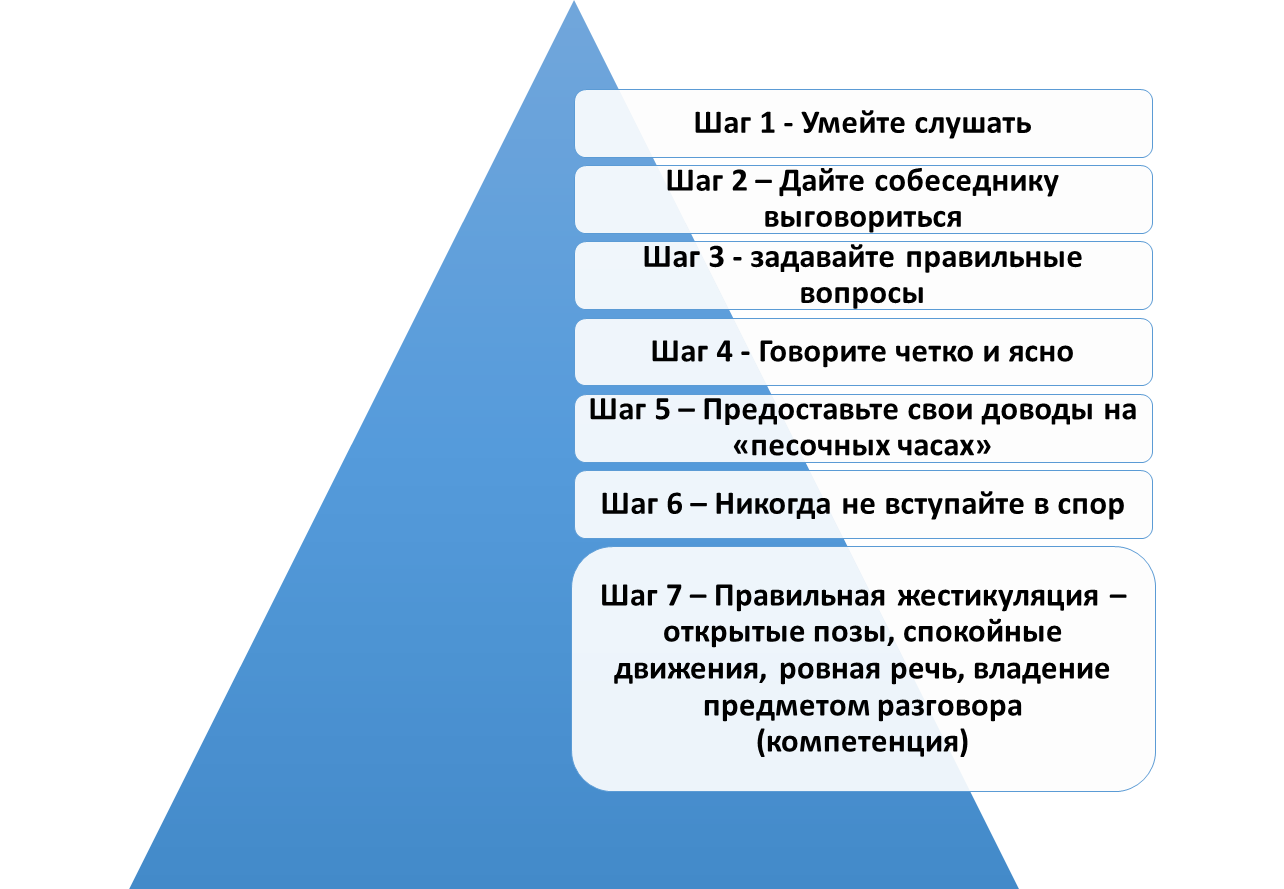 Шаг 1 - Умейте слушать
Шаг 2 – Дайте собеседнику
выговориться
Шаг 3 - задавайте правильные
вопросы
Шаг 4 - Говорите четко и ясно
Шаг 5 – Предоставьте свои доводы на
«песочных часах»
Шаг 6 – Никогда не вступайте в спор
Шаг 7 – Правильная жестикуляция –
открытые позы, спокойные
движения, ровная речь, владение
предметом разговора
(компетенция)